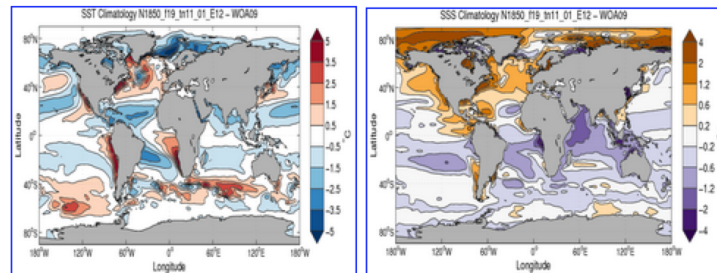 SST Climatology N1850_f19_tn11_01_E12 – WOA09
80°N
40°N
0°
40°S
80°S
Latitude
180°W 120°W 60°W 0° 60°E 120°E 180°W
Longitude
5
3.5
2.5
1.5
0.5
-0.5
-1.5
-2.5
-3.5
-5
°C
SSS Climatology N1850_f19_tn11_01_E12 – WOA09
80°N
40°N
0°
40°S
80°S
Latitude
180°W 120°W 60°W 0° 60°E 120°E 180°W
Longitude
4
2
1.2
0.6
0.2
-0.2
-0.6
-1.2
-2
-4